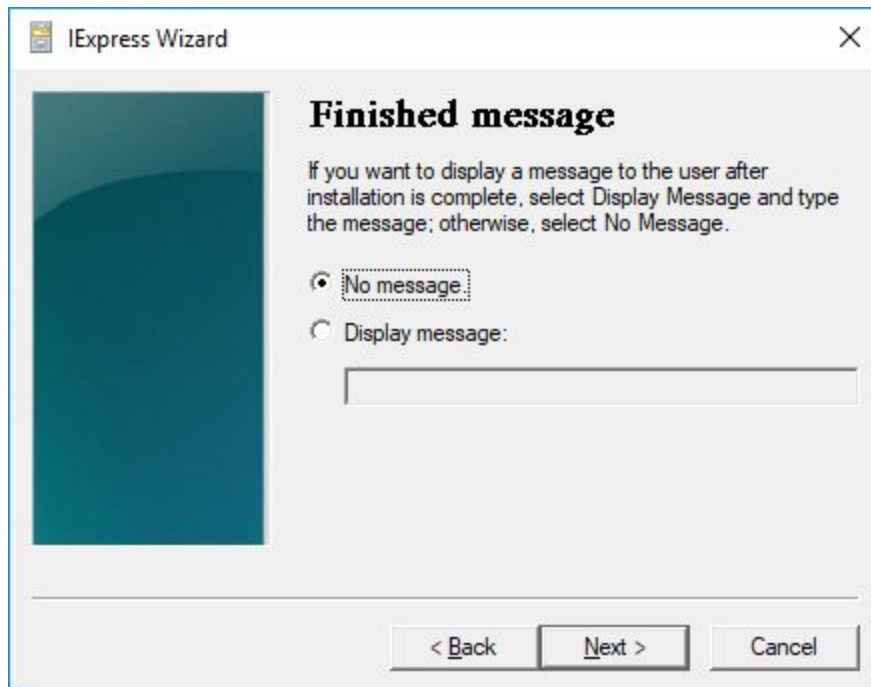 IExpress Wizard
Finished message
If you want to display a message to the user after
installation is complete, select Display Message and type
the message; otherwise, select No Message.
No message.
Display message:
< Back
Next >
Cancel